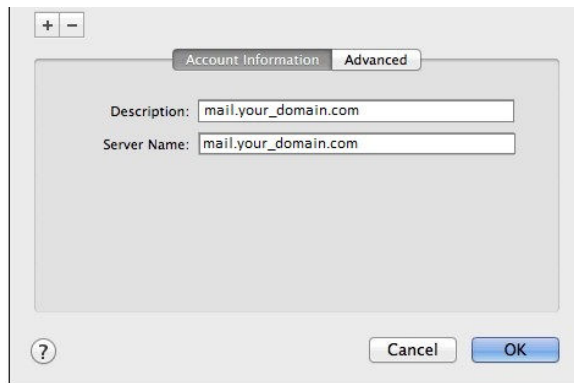 + −
Account Information Advanced
Description: mail.your_domain.com
Server Name: mail.your_domain.com
? Cancel OK